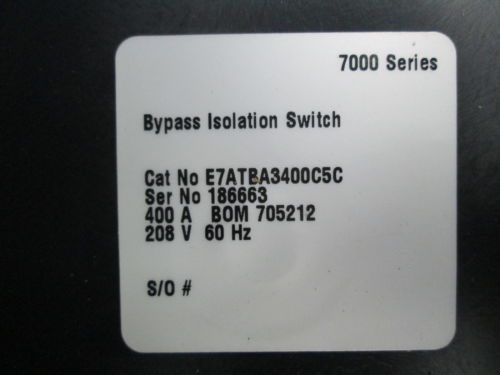 7000 Series
Bypass Isolation Switch
Cat No E7ATBA3400C5C
Ser No 186663
400 A BOM 705212
208 V 60 Hz
S/O #